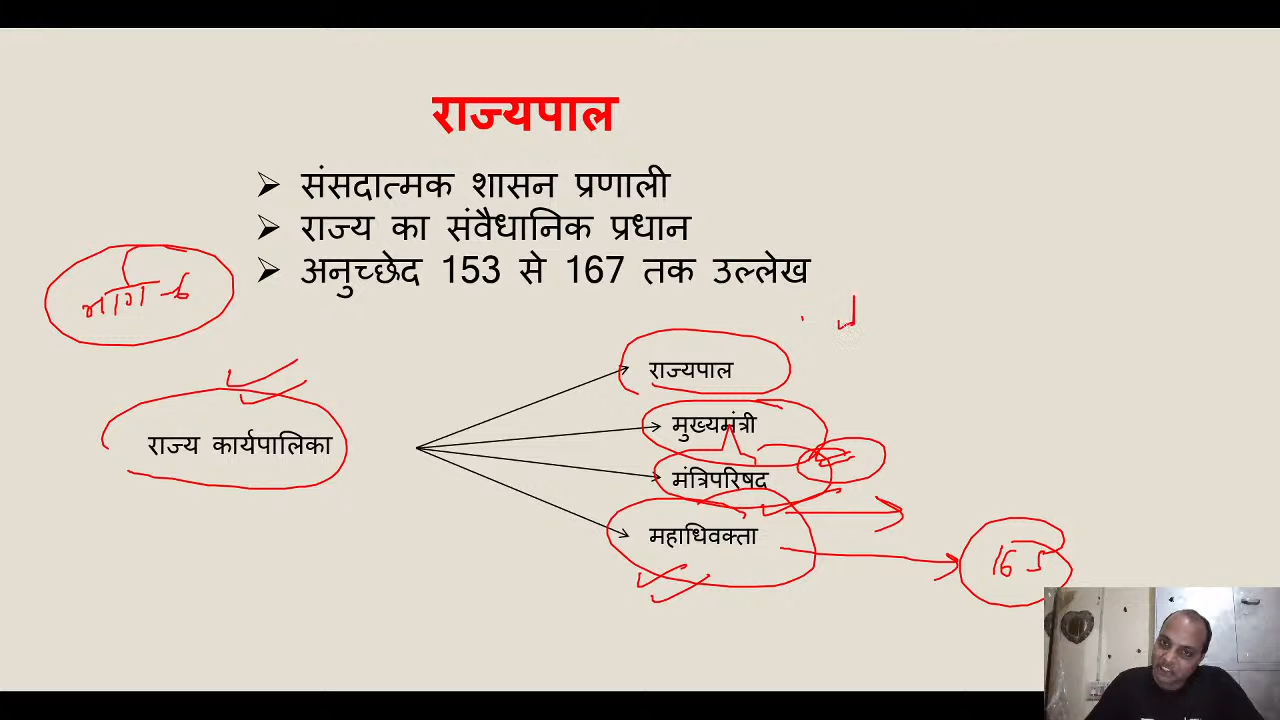 राज्यपाल
➢ संसदात्मक शासन प्रणाली
➢ राज्य का संवैधानिक प्रधान
➢ अनुच्छेद 153 से 167 तक उल्लेख
भाग-6
राज्यपाल
मुख्यमंत्री
राज्य कार्यपालिका
मंत्रिपरिषद
महाधिवक्ता
165